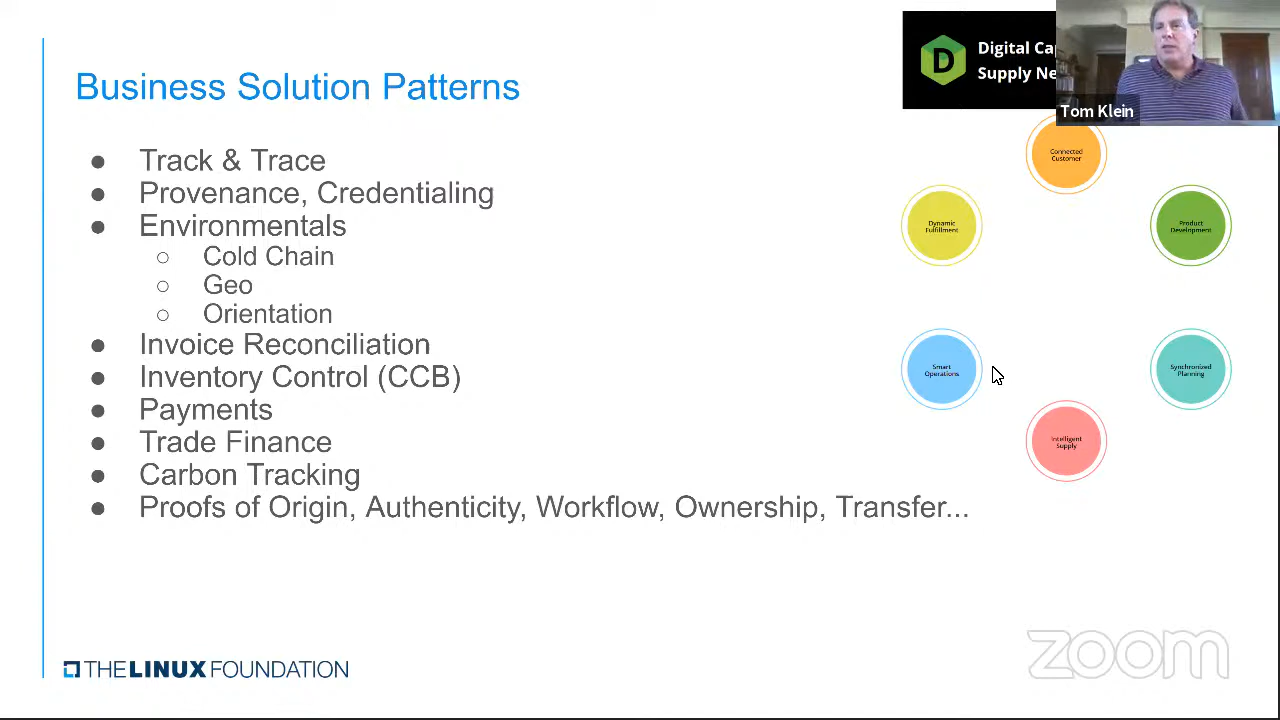 Business Solution Patterns
Track & Trace
Provenance, Credentialing
Environmentals
Cold Chain
Geo
Orientation
Invoice Reconciliation
Inventory Control (CCB)
Payments
Trade Finance
Carbon Tracking
Proofs of Origin, Authenticity, Workflow, Ownership, Transfer...
D
Digital
Supply
Tom Klein
Connected
Customer
Dynamic
Fulfillment
Product
Development
Smart
Operations
Synchronized
Planning
Intelligent
Supply
THE LINUX FOUNDATION
zoom